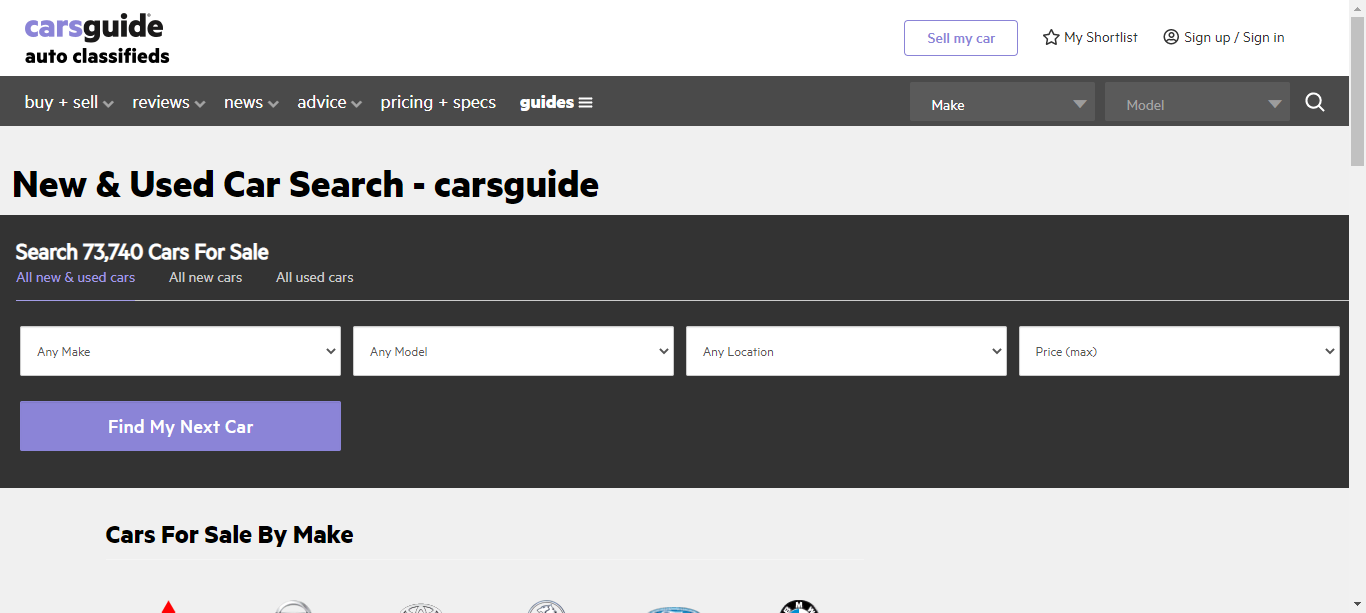 carsguide
auto classifieds
Sell my car
My Shortlist
Sign up / Sign in
buy + sell
reviews
news
advice
pricing + specs
guides
Make
Model
New & Used Car Search - carsguide
Search 73,740 Cars For Sale
All new & used cars
All new cars
All used cars
Any Make
Any Model
Any Location
Price (max)
Find My Next Car
Cars For Sale By Make
BMW